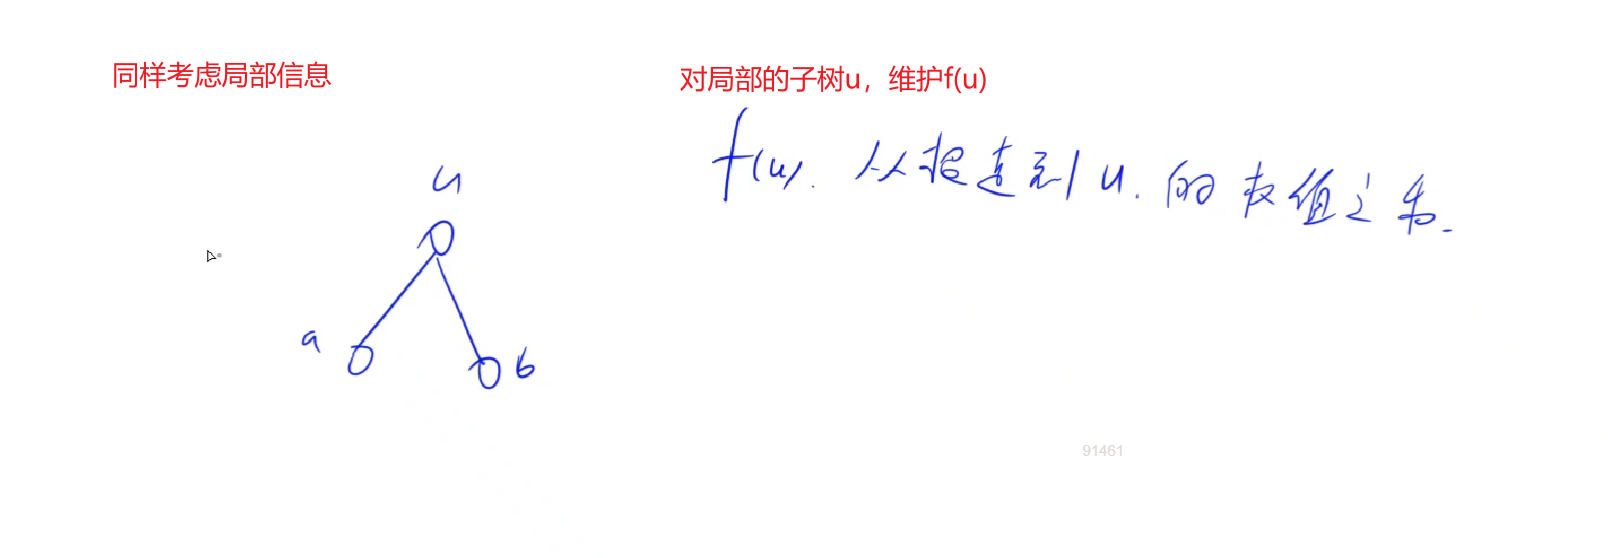 同样考虑局部信息
对局部的子树u，维护f(u)
f(u). 从根走到u.的权值之和.
u
a
b
91461